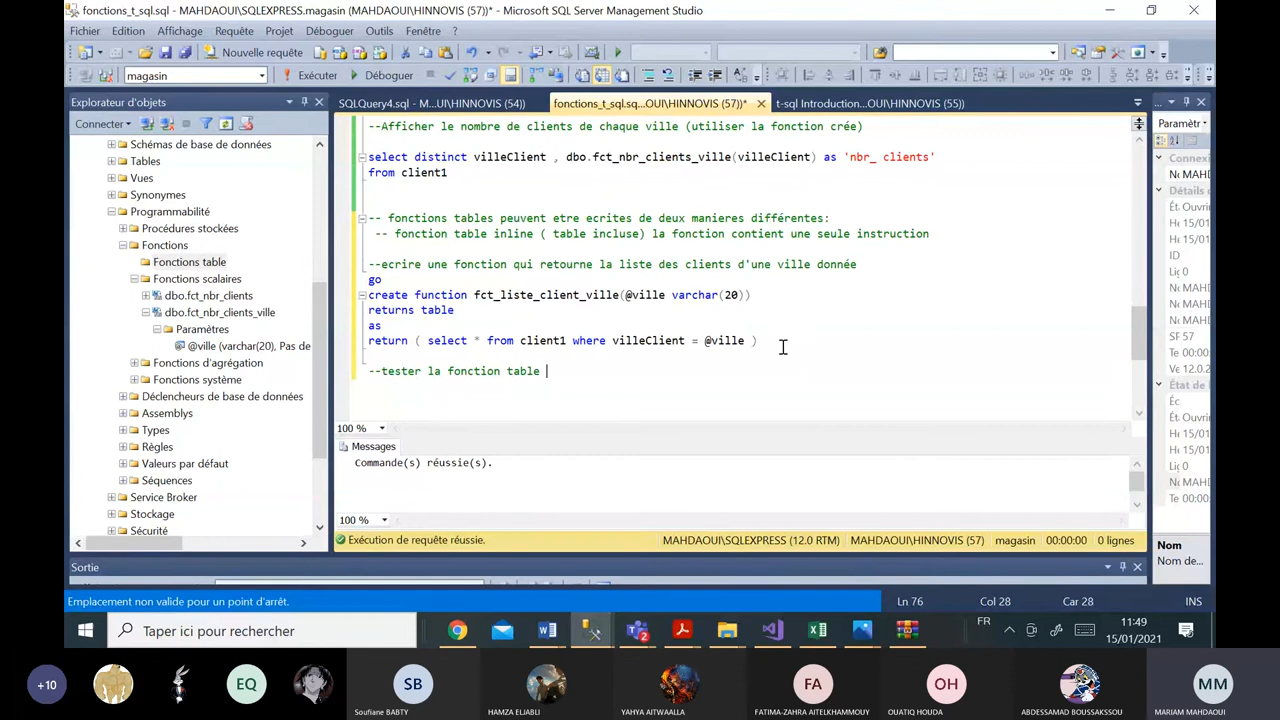 fonctions_t_sql.sql - MAHDAOUI\SQLEXPRESS.magasin (MAHDAOUI\HINNOVIS (57))* - Microsoft SQL Server Management Studio
Fichier Edition Affichage Requête Projet Déboguer Outils Fenêtre ?
Nouvelle requête
magasin Exécuter Déboguer
Explorateur d'objets
SQLQuery4.sql - M...UI\HINNOVIS (54)) fonctions_t_sql.sq...OUI\HINNOVIS (57))* t-sql Introduction...OUI\HINNOVIS (55))
Connecter
Schémas de base de données
Tables
Vues
Synonymes
Programmabilité
Procédures stockées
Fonctions
Fonctions table
Fonctions scalaires
dbo.fct_nbr_clients
dbo.fct_nbr_clients_ville
Paramètres
@ville (varchar(20), Pas de
Fonctions d'agrégation
Fonctions système
Déclencheurs de base de données
Assemblys
Types
Règles
Valeurs par défaut
Séquences
Service Broker
Stockage
Sécurité
--Afficher le nombre de clients de chaque ville (utiliser la fonction crée)
select distinct villeClient , dbo.fct_nbr_clients_ville(villeClient) as 'nbr_ clients'
from client1
-- fonctions tables peuvent etre ecrites de deux manieres différentes:
-- fonction table inline ( table incluse) la fonction contient une seule instruction
--ecrire une fonction qui retourne la liste des clients d'une ville donnée
go
create function fct_liste_client_ville(@ville varchar(20))
returns table
as
return ( select * from client1 where villeClient = @ville )
--tester la fonction table
100 %
Messages
Commande(s) réussie(s).
100 %
Exécution de requête réussie. MAHDAOUI\SQLEXPRESS (12.0 RTM) MAHDAOUI\HINNOVIS (57) magasin 00:00:00 0 lignes
Paramètr
Connexi
Nc MAHD
Détails d
Hε 15/01
Nom
Nom de...
Sortie
Emplacement non valide pour un point d'arrêt. Ln 76 Col 28 Car 28 INS
Taper ici pour rechercher
FR
11:49
15/01/2021
+10 EQ SB FA OH MM
Soufiane BABTY HAMZA ELJABLI YAHYA AITWAALLA FATIMA-ZAHRA AITELKHAMMOUY OUATIQ HOUDA ABDESSAMAD BOUSSAKSSOU MARIAM MAHDAOUI